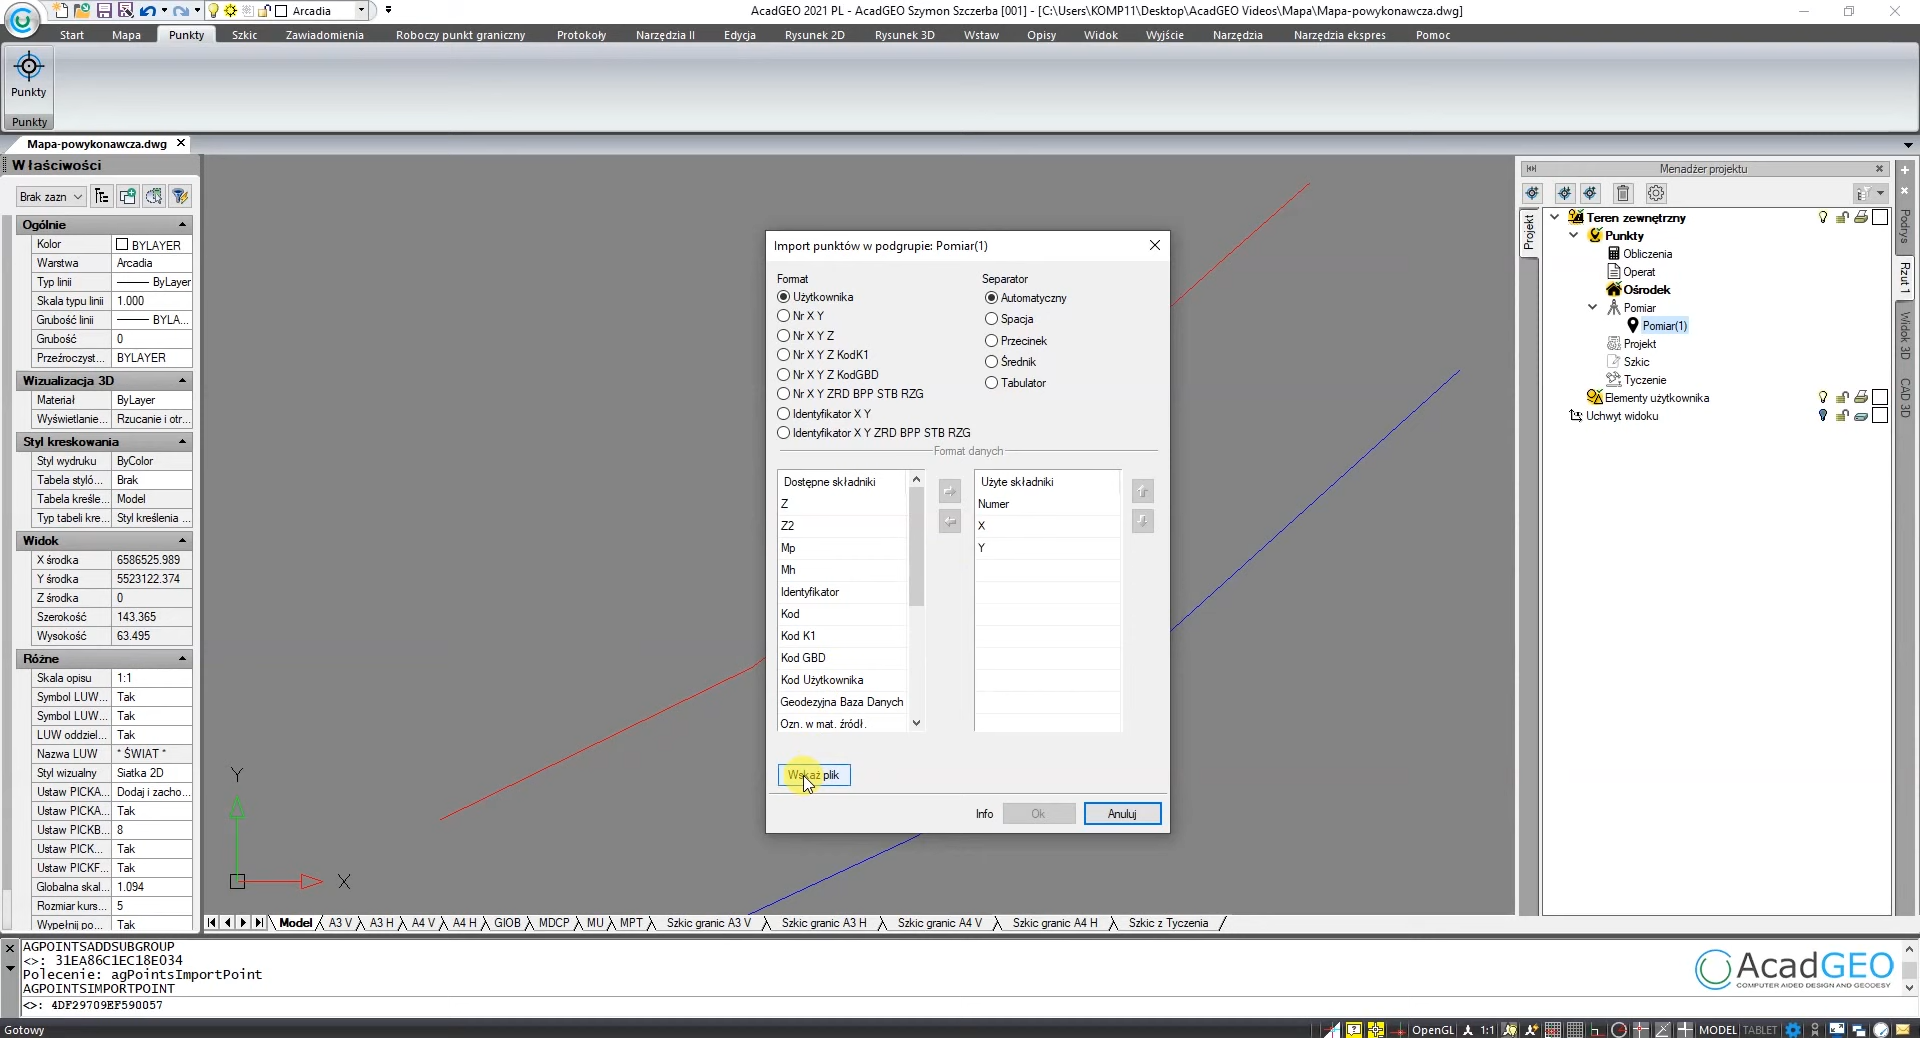 Arcadia
AcadGEO 2021 PL - AcadGEO Szymon Szczerba [001] - [C:\Users\KOMP11\Desktop\AcadGEO Videos\Mapa\Mapa-powykonawcza.dwg]
Start Mapa Punkty Szkic Zawiadomienia Roboczy punkt graniczny Protokoły Narzędzia II Edycja Rysunek 2D Rysunek 3D Wstaw Opisy Widok Wyjście Narzędzia Narzędzia ekspres Pomoc
Punkty
Punkty
Mapa-powykonawcza.dwg
Właściwości
Brak zazn
Ogólnie
Kolor BYLAYER
Warstwa Arcadia
Typ linii ByLayer
Skala typu linii 1.000
Grubość linii BYLA...
Grubość 0
Przeźroczyst... BYLAYER
Wizualizacja 3D
Materiał ByLayer
Wyświetlanie... Rzucanie i otr...
Styl kreskowania
Styl wydruku ByColor
Tabela styló... Brak
Tabela kreśle... Model
Typ tabeli kre... Styl kreślenia ...
Widok
X środka 6586525.989
Y środka 5523122.374
Z środka 0
Szerokość 143.365
Wysokość 63.495
Różne
Skala opisu 1:1
Symbol LUW... Tak
Symbol LUW... Tak
LUW oddziel... Tak
Nazwa LUW * ŚWIAT *
Styl wizualny Siatka 2D
Ustaw PICKA... Dodaj i zacho...
Ustaw PICKA... Tak
Ustaw PICKB... 8
Ustaw PICK... Tak
Ustaw PICKF... Tak
Globalna skal... 1.094
Rozmiar kurs... 5
Wypełnij po... Tak
Y
X
Import punktów w podgrupie: Pomiar(1)
Format
Użytkownika
Nr X Y
Nr X Y Z
Nr X Y Z KodK1
Nr X Y Z KodGBD
Nr X Y ZRD BPP STB RZG
Identyfikator X Y
Identyfikator X Y ZRD BPP STB RZG
Separator
Automatyczny
Spacja
Przecinek
Średnik
Tabulator
Format danych
Dostępne składniki
Z
Z2
Mp
Mh
Identyfikator
Kod
Kod K1
Kod GBD
Kod Użytkownika
Geodezyjna Baza Danych
Ozn. w mat. źródł.
Użyte składniki
Numer
X
Y
Wskaż plik
Info Ok Anuluj
Menadżer projektu
Projekt
Teren zewnętrzny
Punkty
Obliczenia
Operat
Ośrodek
Pomiar
Pomiar(1)
Projekt
Szkic
Tyczenie
Elementy użytkownika
Uchwyt widoku
Podrys
Rzut 1
Widok 3D
CAD 3D
Model A3 V A3 H A4 V A4 H GIOB MDCP MU MPT Szkic granic A3 V Szkic granic A3 H Szkic granic A4 V Szkic granic A4 H Szkic z Tyczenia
AGPOINTSADDSUBGROUP
<>: 31EA86C1EC18E034
Polecenie: agPointsImportPoint
AGPOINTSIMPORTPOINT
<>: 4DF29709EF590057
AcadGEO
COMPUTER AIDED DESIGN AND GEODESY
Gotowy
OpenGL 1:1 MODEL TABLET